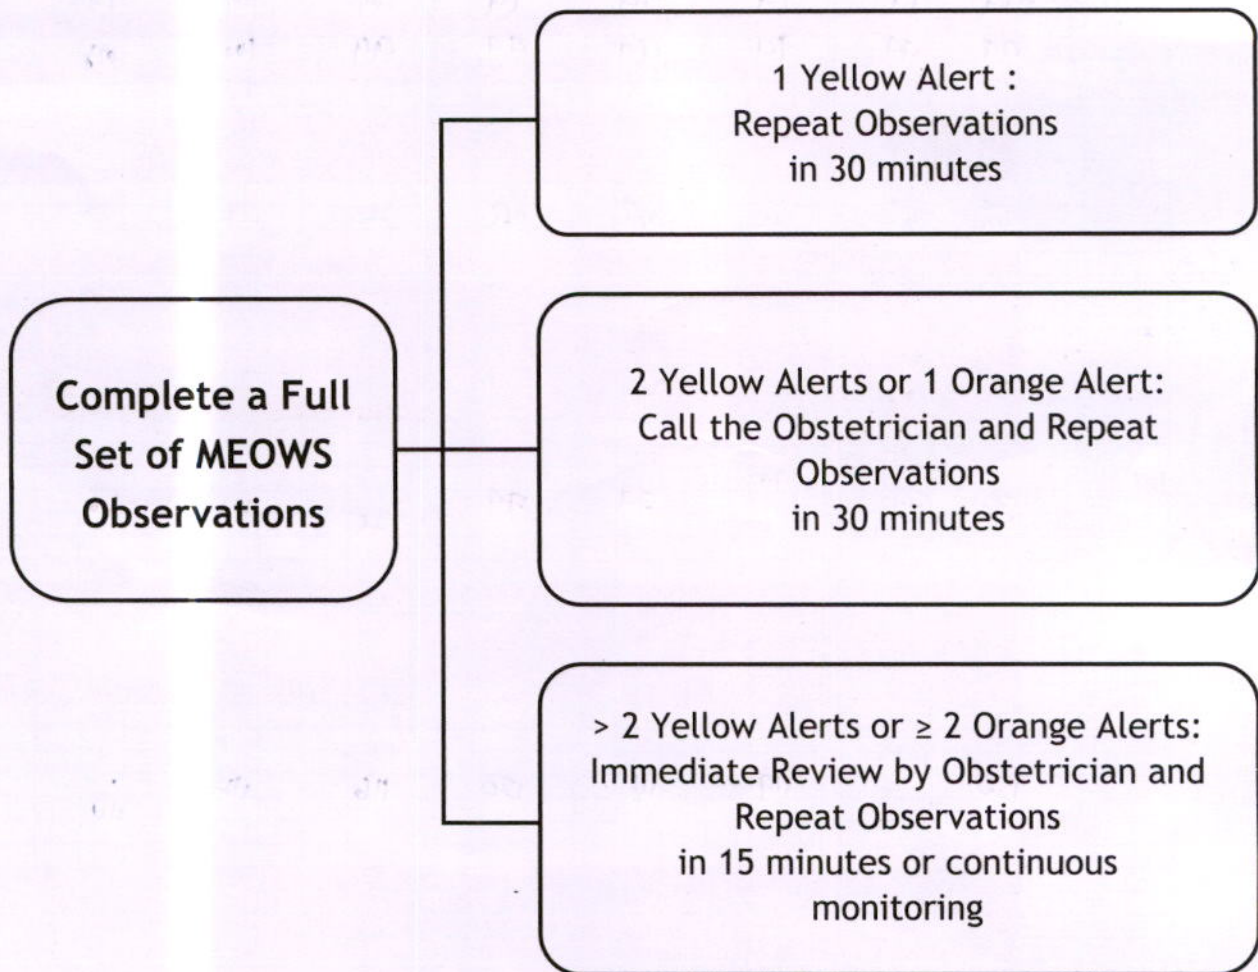 1 Yellow Alert :
Repeat Observations
in 30 minutes
Complete a Full
Set of MEOWS
Observations
2 Yellow Alerts or 1 Orange Alert:
Call the Obstetrician and Repeat
Observations
in 30 minutes
> 2 Yellow Alerts or ≥ 2 Orange Alerts:
Immediate Review by Obstetrician and
Repeat Observations
in 15 minutes or continuous
monitoring